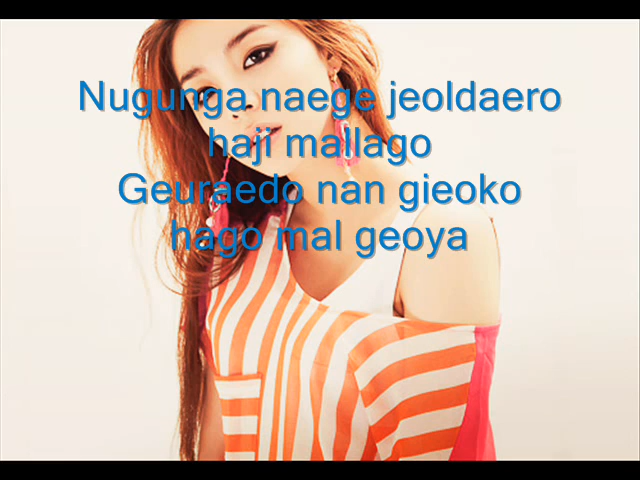 Nugunga naege jeoldaero
haji mallago
Geuraedo nan gieoko
hago mal geoya